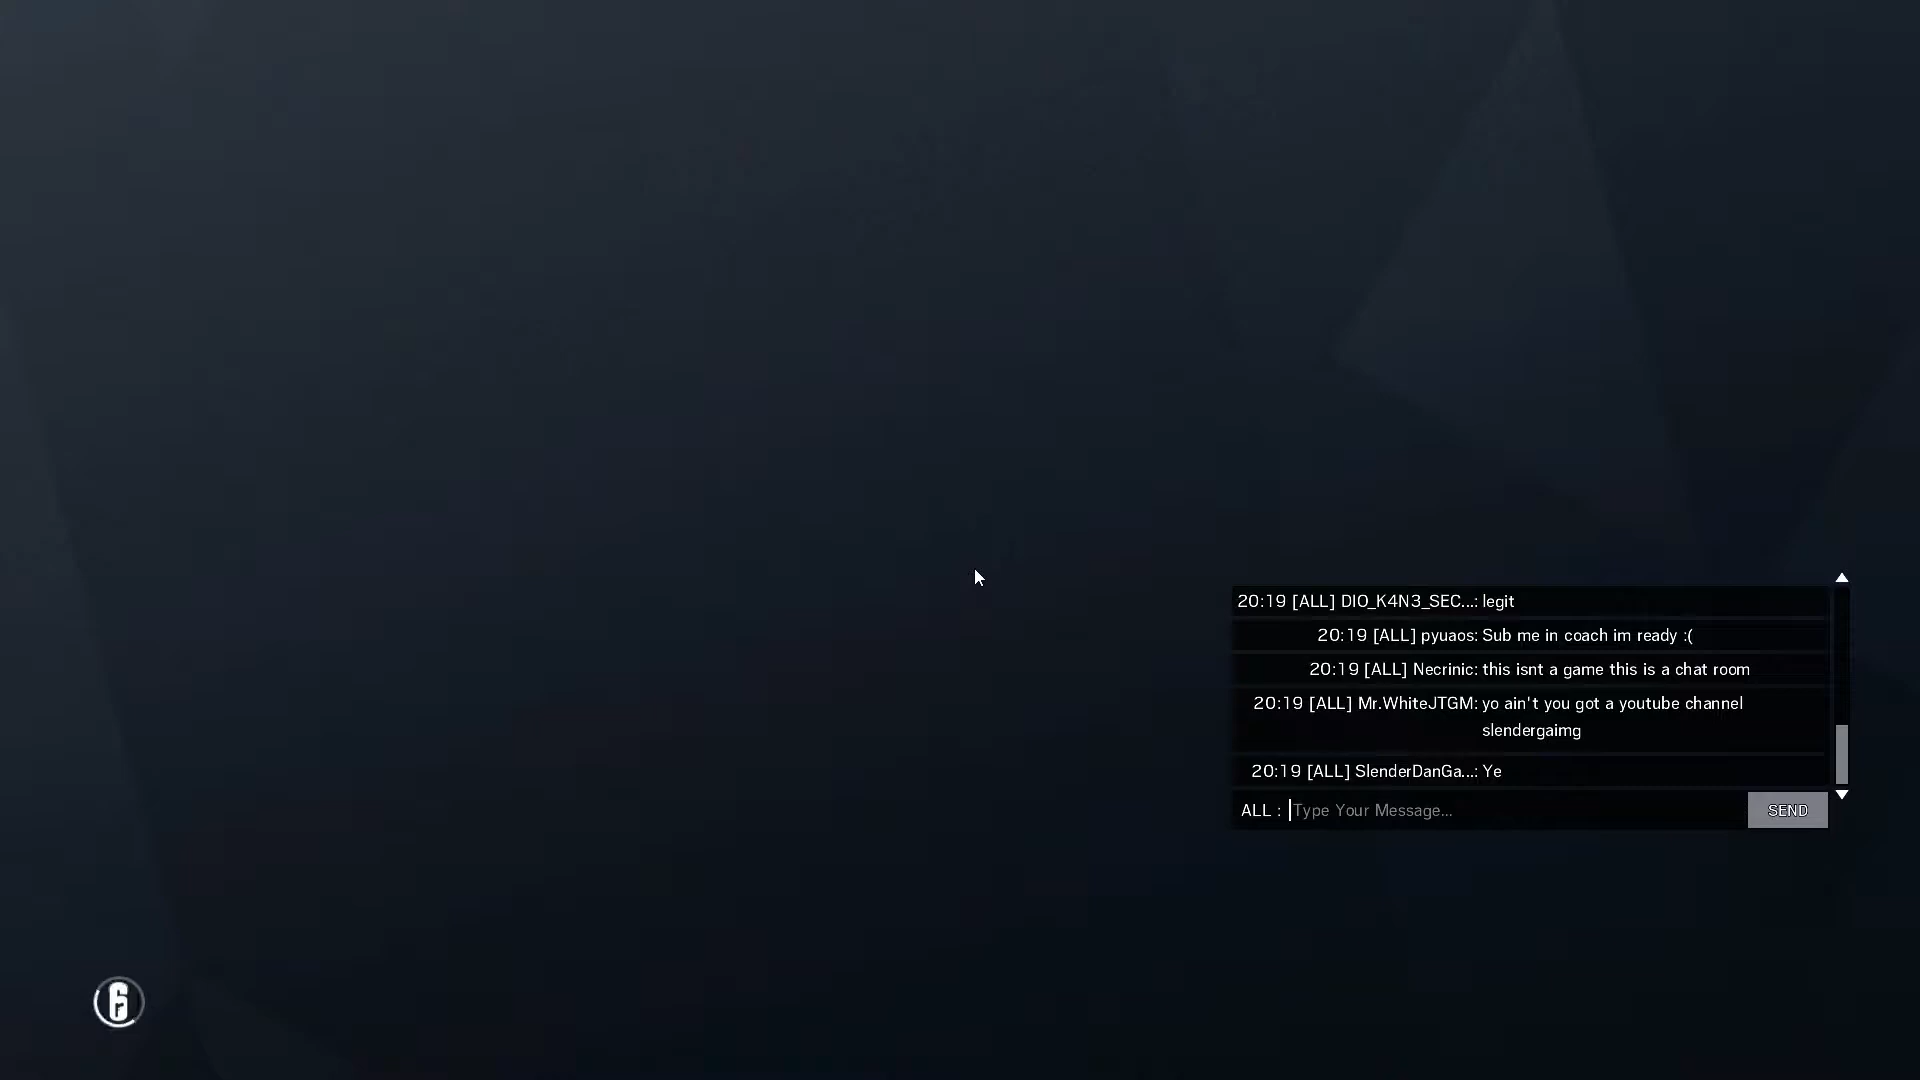 20:19 [ALL] DIO_K4N3_SEC...: legit
20:19 [ALL] pyuaos: Sub me in coach im ready :(
20:19 [ALL] Necrinic: this isnt a game this is a chat room
20:19 [ALL] Mr.WhiteJTGM: yo ain't you got a youtube channel
slendergaimg
20:19 [ALL] SlenderDanGa...: Ye
ALL : Type Your Message... SEND
6